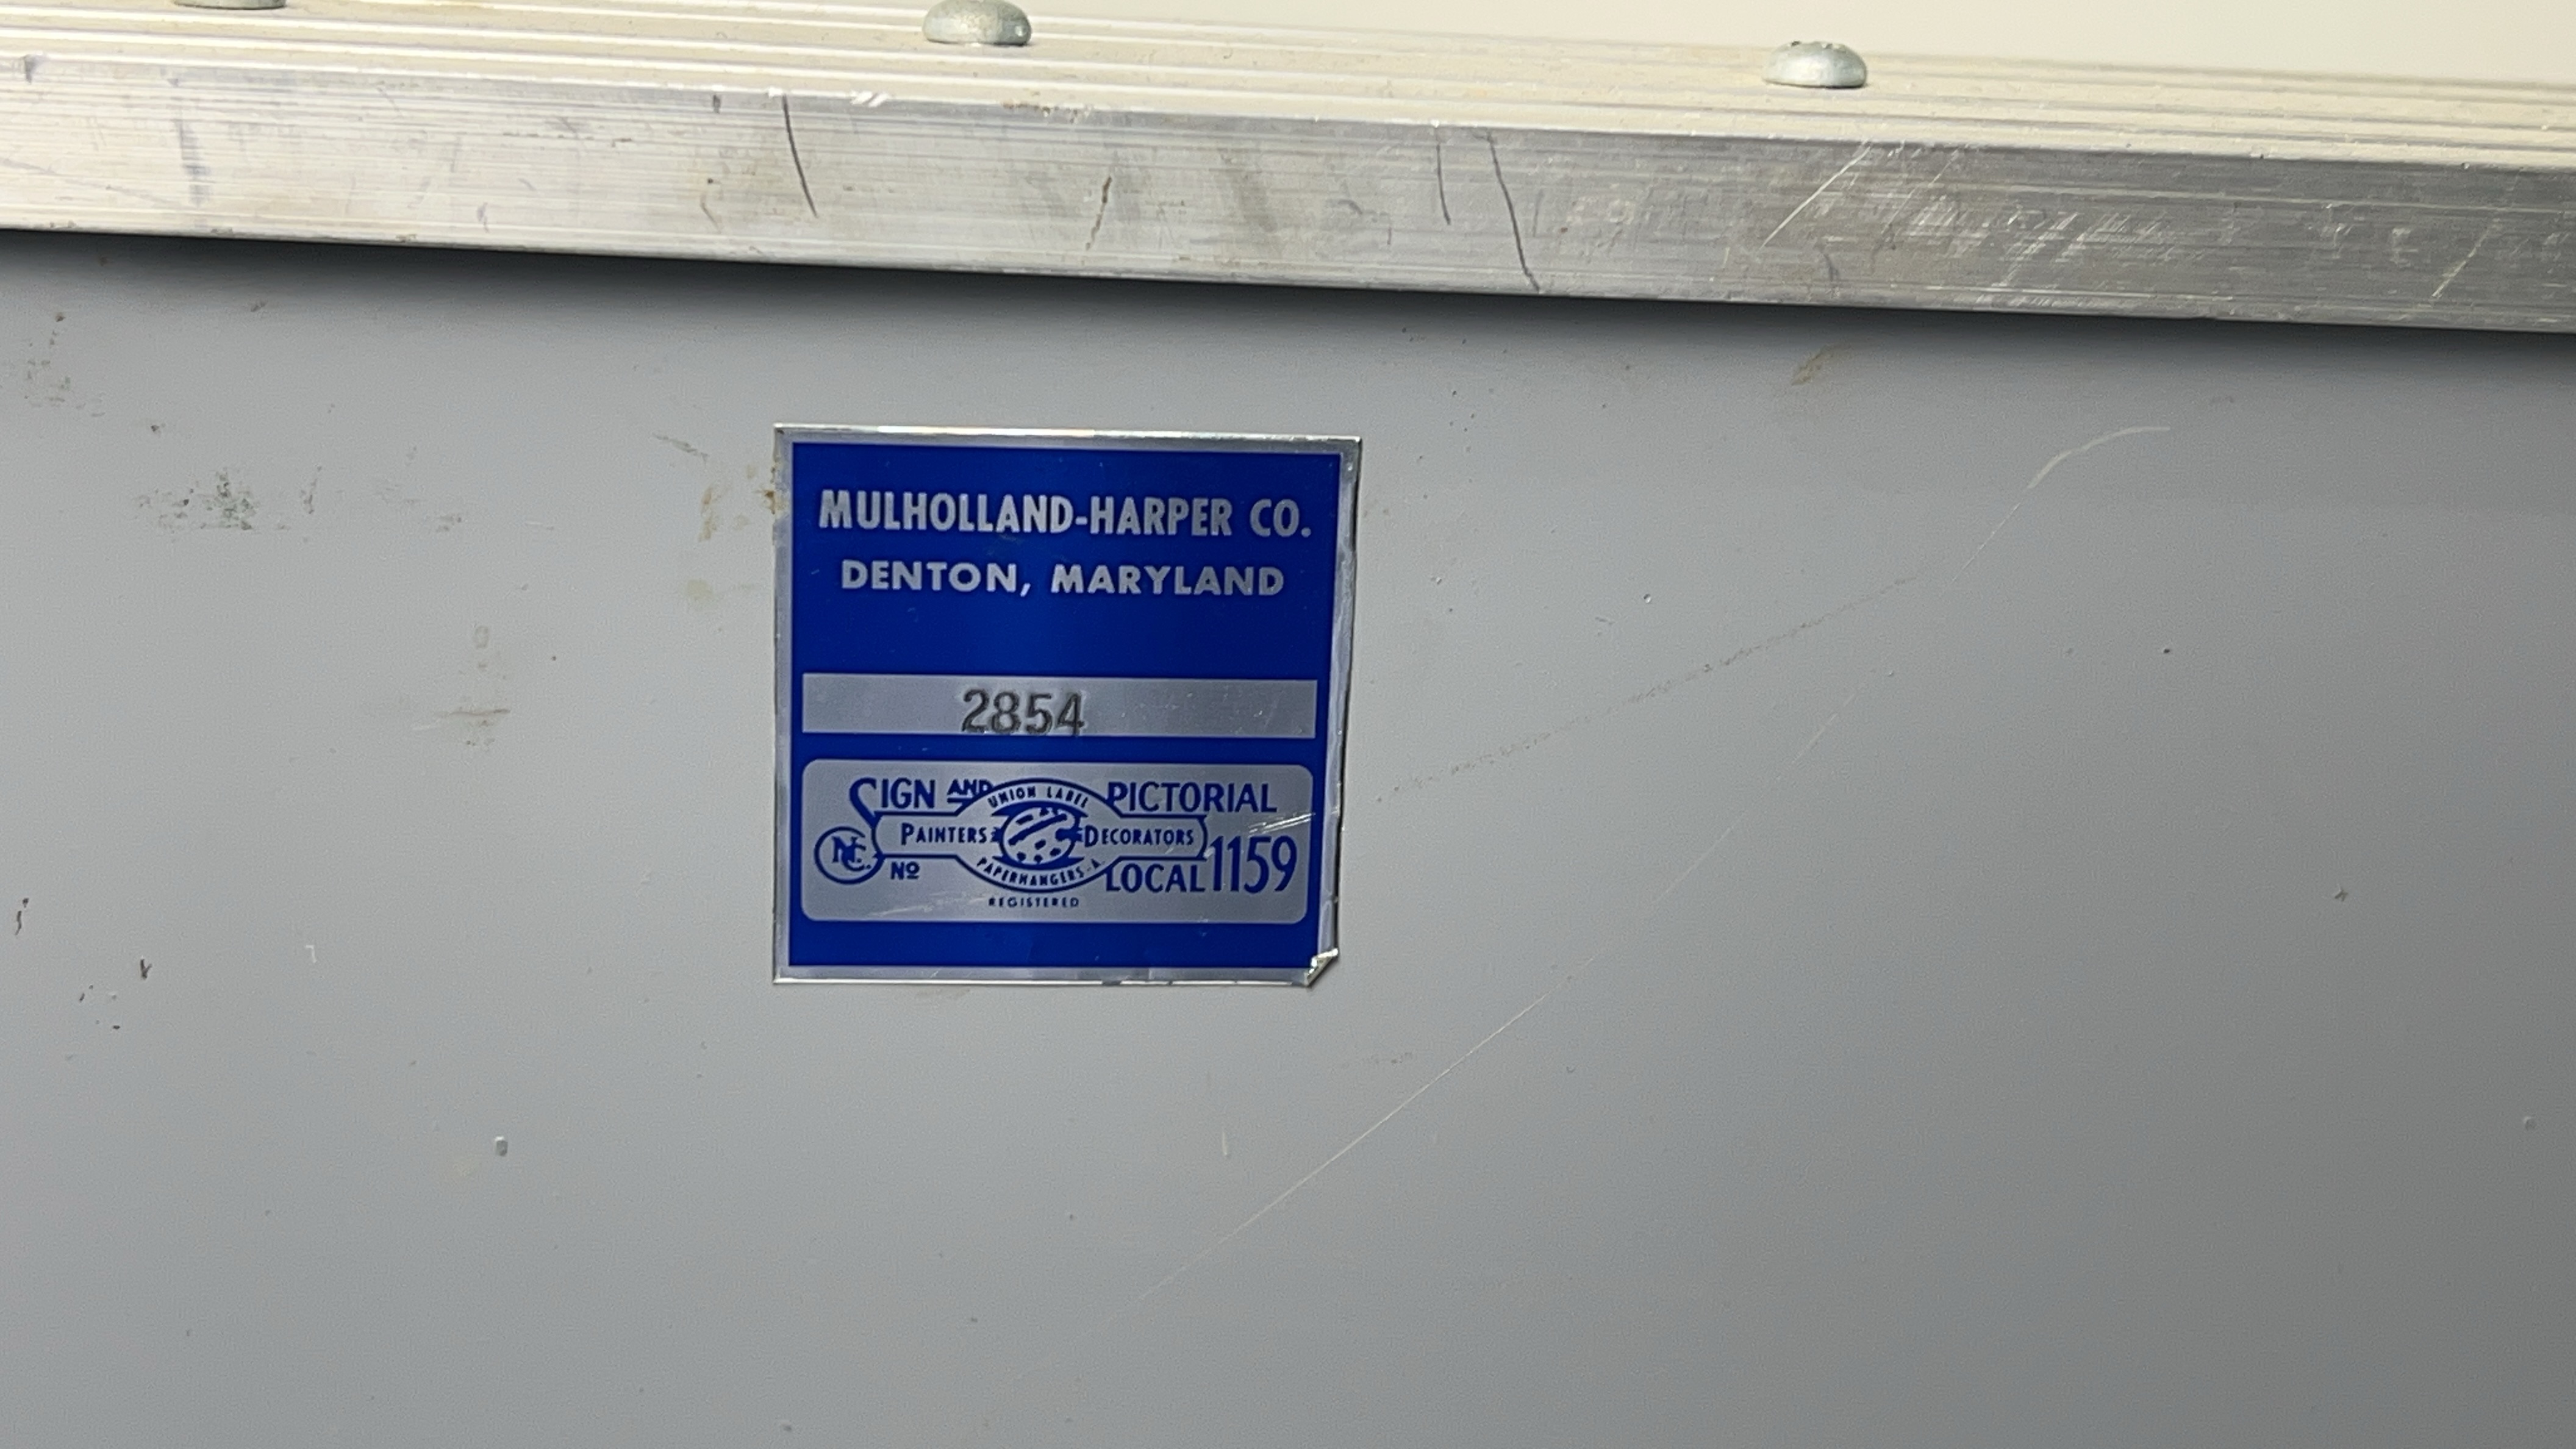 MULHOLLAND-HARPER CO.
DENTON, MARYLAND
2854
SIGN AND PICTORIAL
UNION LABEL
PAINTERS DECORATORS
PAPERHANGERS-A
NC. Nº LOCAL 1159
REGISTERED